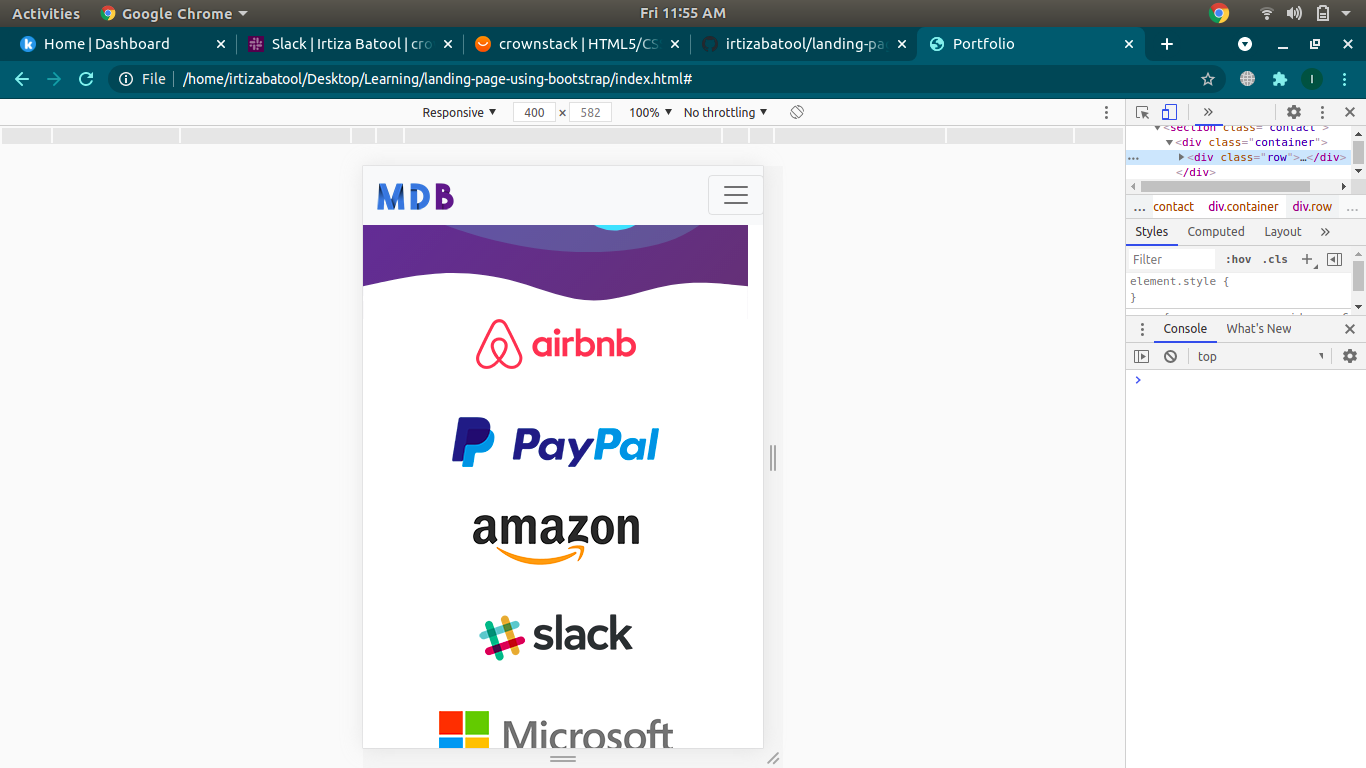 Activities Google Chrome Fri 11:55 AM
Home | Dashboard Slack | Irtiza Batool | cro crownstack | HTML5/CS irtizabatool/landing-pa Portfolio
File /home/irtizabatool/Desktop/Learning/landing-page-using-bootstrap/index.html# I
Responsive 400 × 582 100% No throttling
<section class="contact">
<div class="container">
<div class="row">…</div>
</div>
… contact div.container div.row …
Styles Computed Layout
Filter :hov .cls
element.style {
}
Console What's New
top
MDB
airbnb
PayPal
amazon
slack
Microsoft